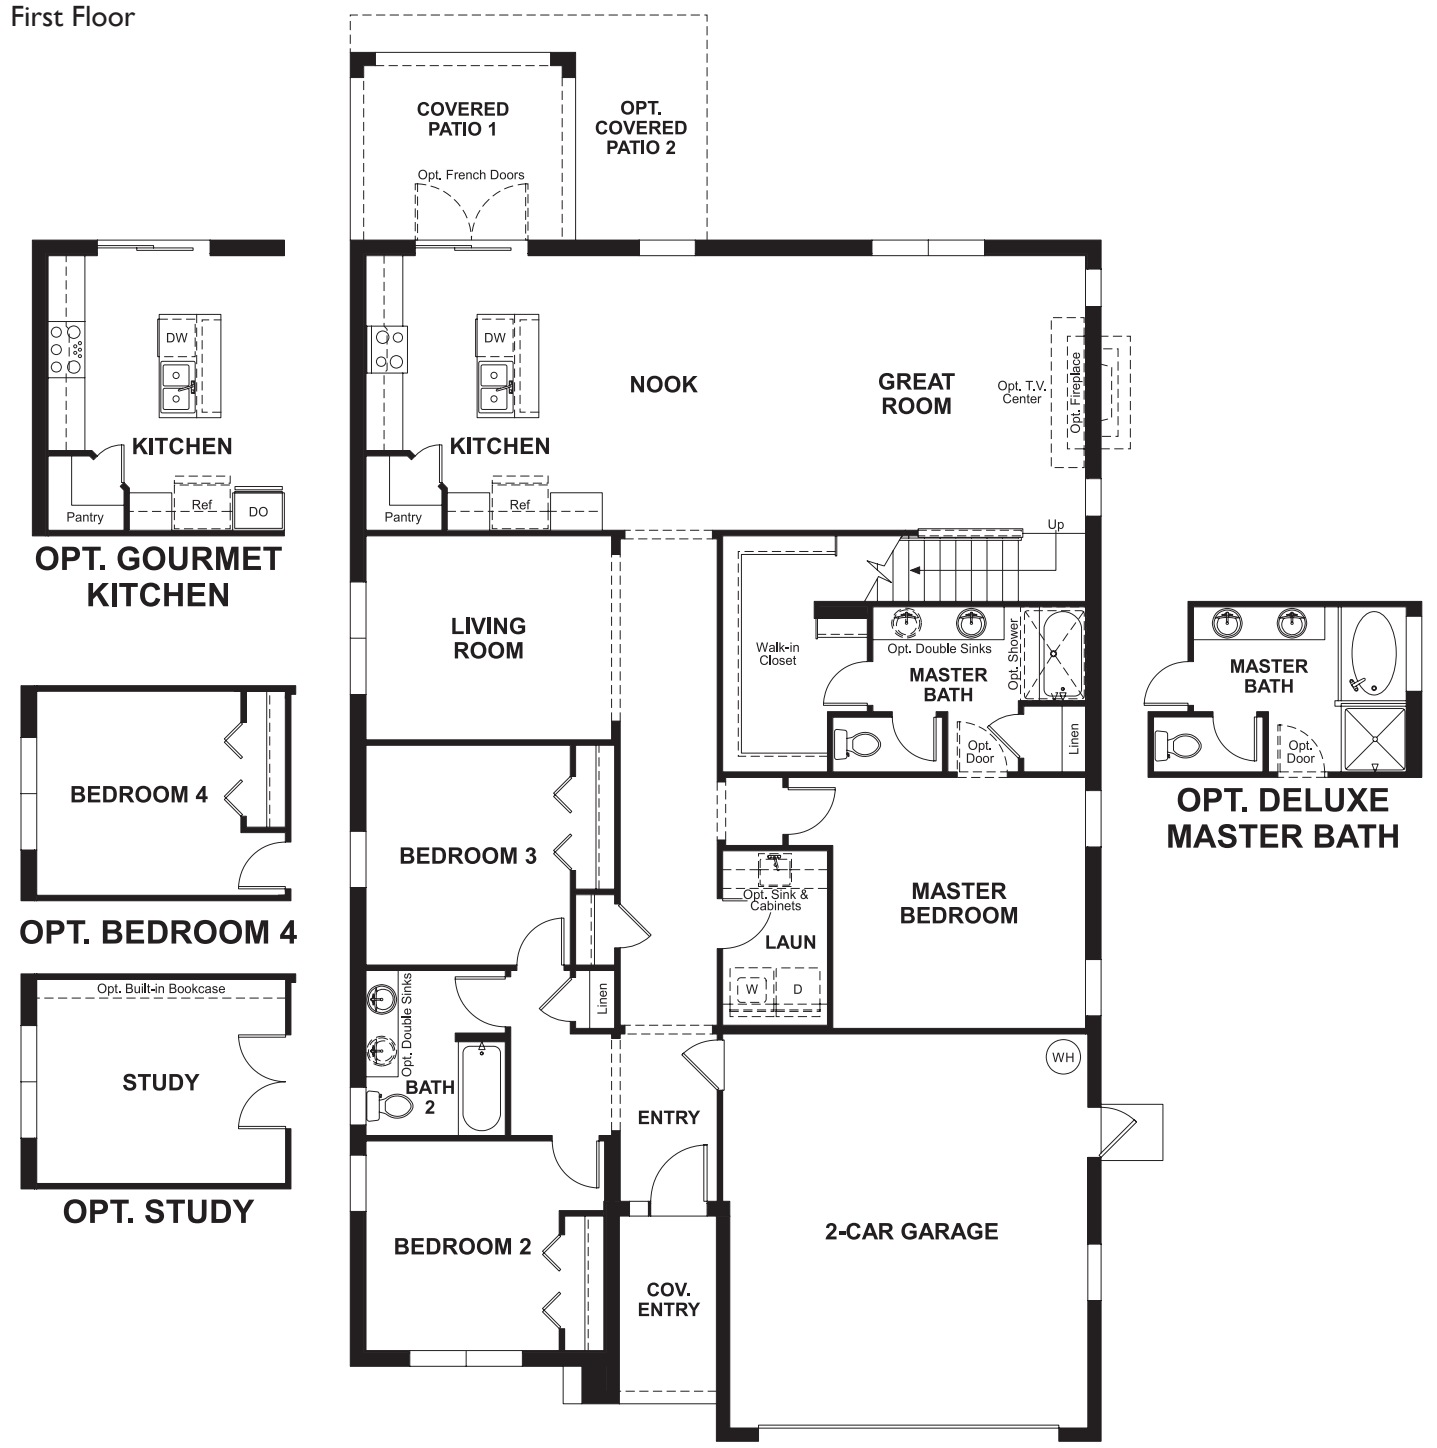 First Floor
COVERED
PATIO 1
OPT.
COVERED
PATIO 2
Opt. French Doors
DW
KITCHEN
Pantry
Ref
DO
OPT. GOURMET
KITCHEN
DW
KITCHEN
Pantry
Ref
NOOK
GREAT
ROOM
Opt. T.V.
Center
Opt. Fireplace
Up
LIVING
ROOM
Walk-in
Closet
Opt. Double Sinks
MASTER
BATH
Opt. Shower
Opt.
Door
Linen
MASTER
BATH
Opt.
Door
OPT. DELUXE
MASTER BATH
BEDROOM 4
OPT. BEDROOM 4
BEDROOM 3
Opt. Sink &
Cabinets
LAUN
W
D
MASTER
BEDROOM
Opt. Built-in Bookcase
STUDY
OPT. STUDY
Opt. Double Sinks
Linen
BATH
2
ENTRY
WH
BEDROOM 2
COV.
ENTRY
2-CAR GARAGE